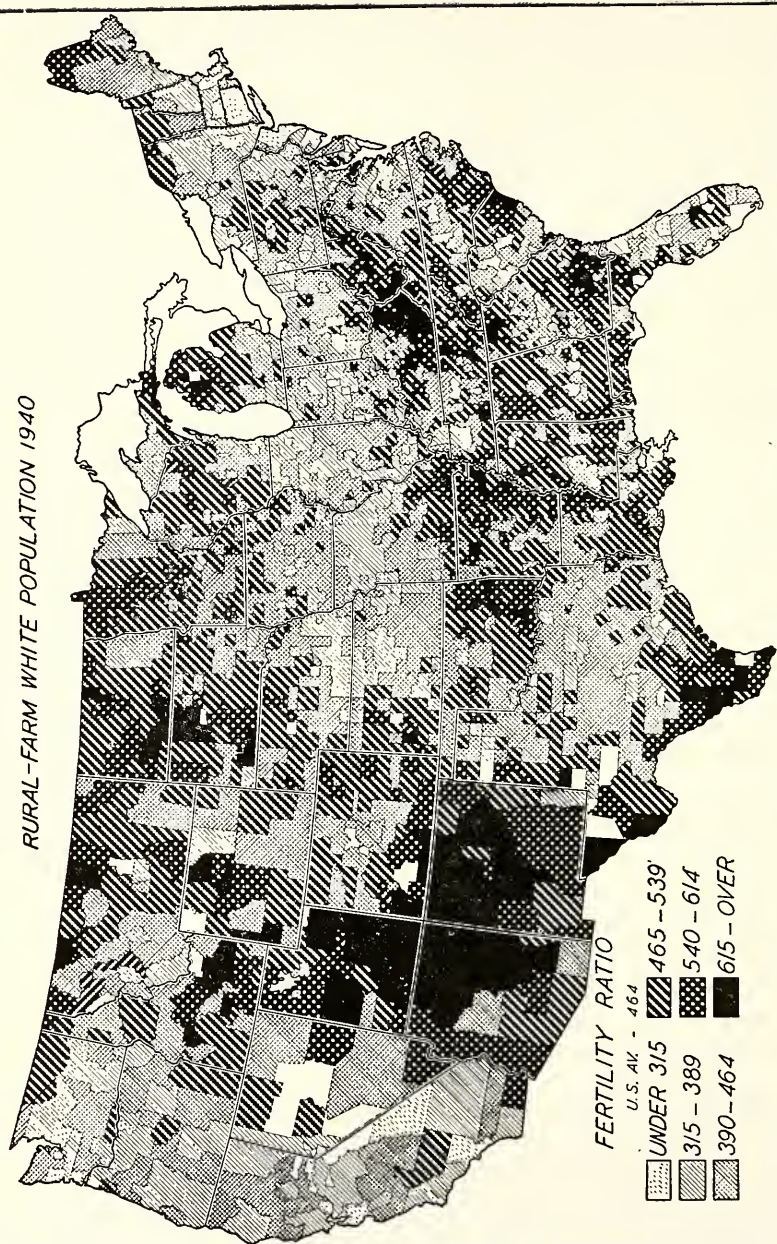 RURAL-FARM WHITE POPULATION 1940
FERTILITY RATIO
U.S. AV. - 464
UNDER 315
315 - 389
390 - 464
465 - 539
540 - 614
615 - OVER